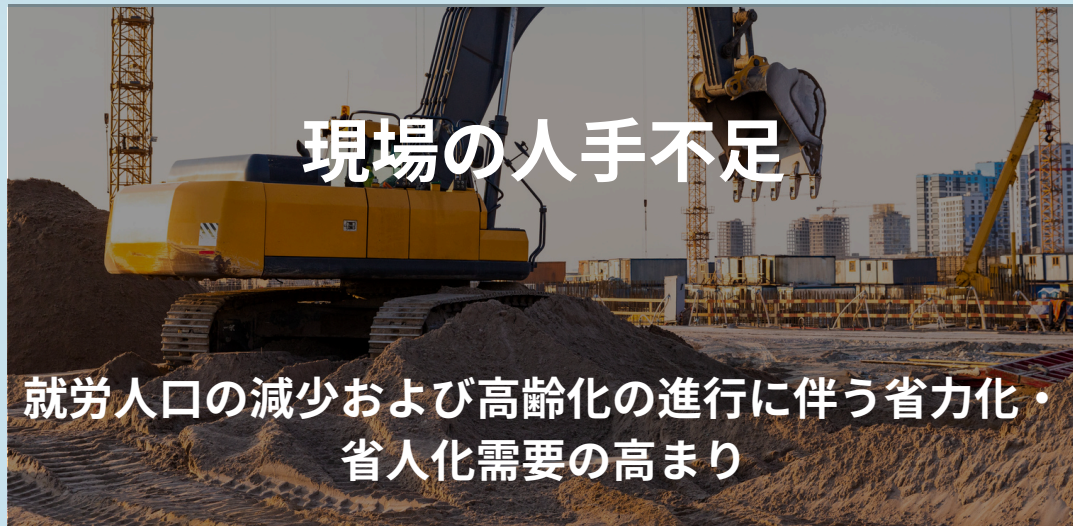 現場の人手不足
就労人口の減少および高齢化の進行に伴う省力化・
省人化需要の高まり